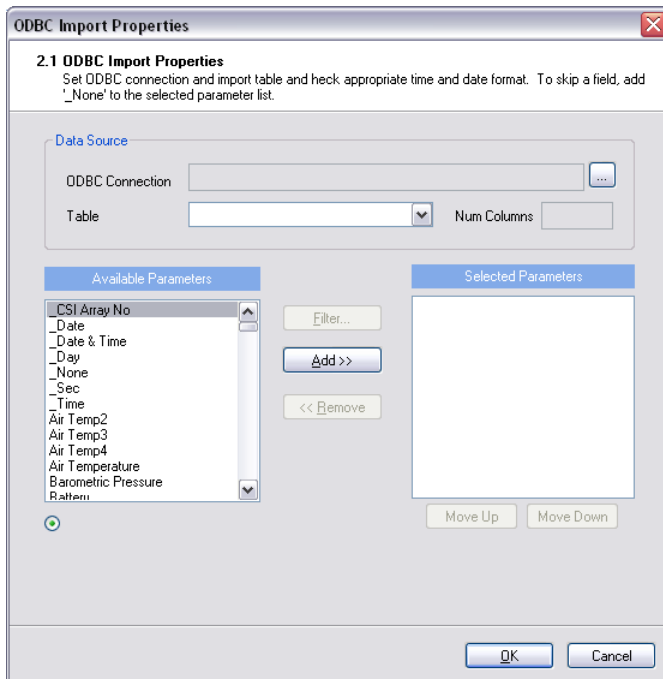 ODBC Import Properties
2.1 ODBC Import Properties
Set ODBC connection and import table and heck appropriate time and date format. To skip a field, add
'_None' to the selected parameter list.
Data Source
ODBC Connection
...
Table
Num Columns
Available Parameters
Selected Parameters
_CSI Array No
_Date
_Date & Time
_Day
_None
_Sec
_Time
Air Temp2
Air Temp3
Air Temp4
Air Temperature
Barometric Pressure
Battery
Filter...
Add >>
<< Remove
Move Up
Move Down
OK
Cancel